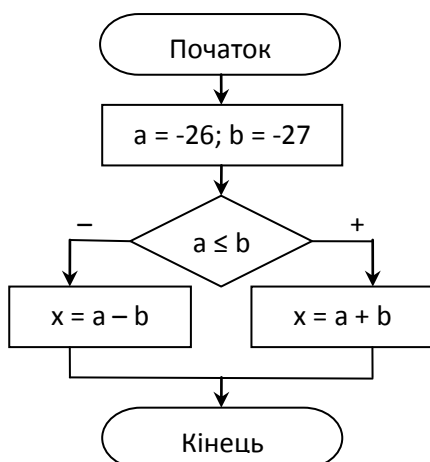 Початок
a = -26; b = -27
– +
a ≤ b
x = a – b x = a + b
Кінець